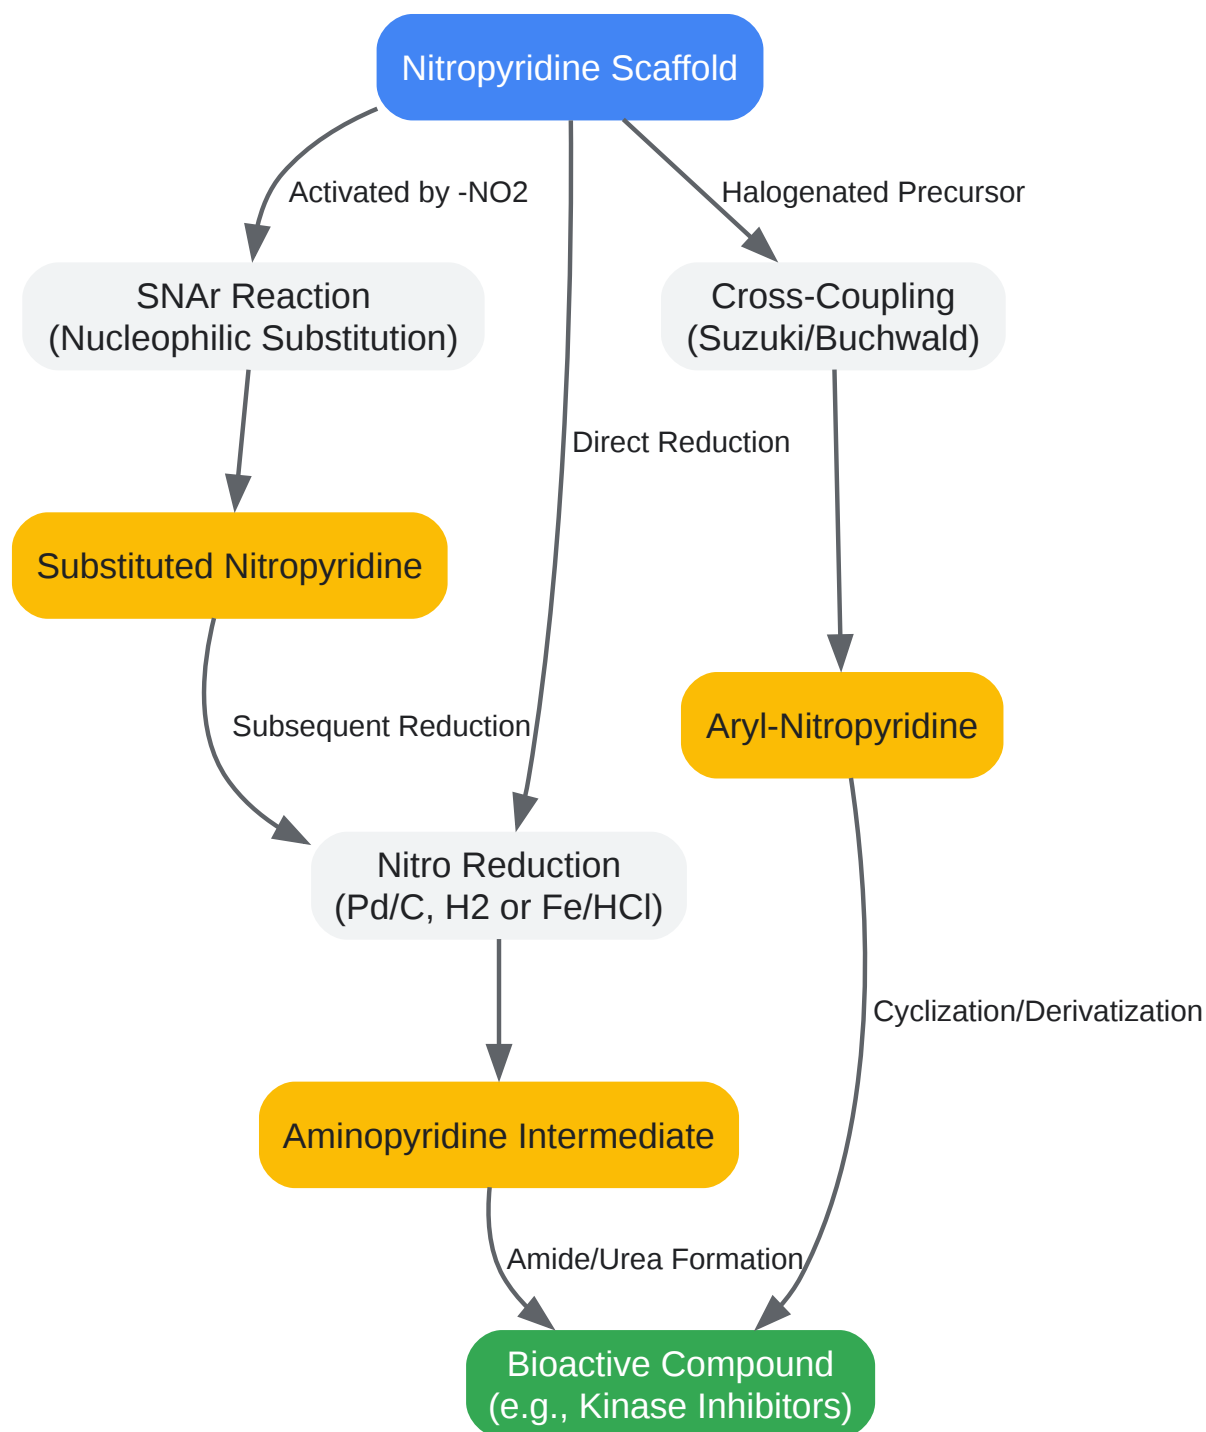 Nitropyridine Scaffold
Activated by -NO2
Halogenated Precursor
SNAr Reaction
(Nucleophilic Substitution)
Cross-Coupling
(Suzuki/Buchwald)
Direct Reduction
Substituted Nitropyridine
Subsequent Reduction
Aryl-Nitropyridine
Nitro Reduction
(Pd/C, H2 or Fe/HCl)
Cyclization/Derivatization
Aminopyridine Intermediate
Amide/Urea Formation
Bioactive Compound
(e.g., Kinase Inhibitors)